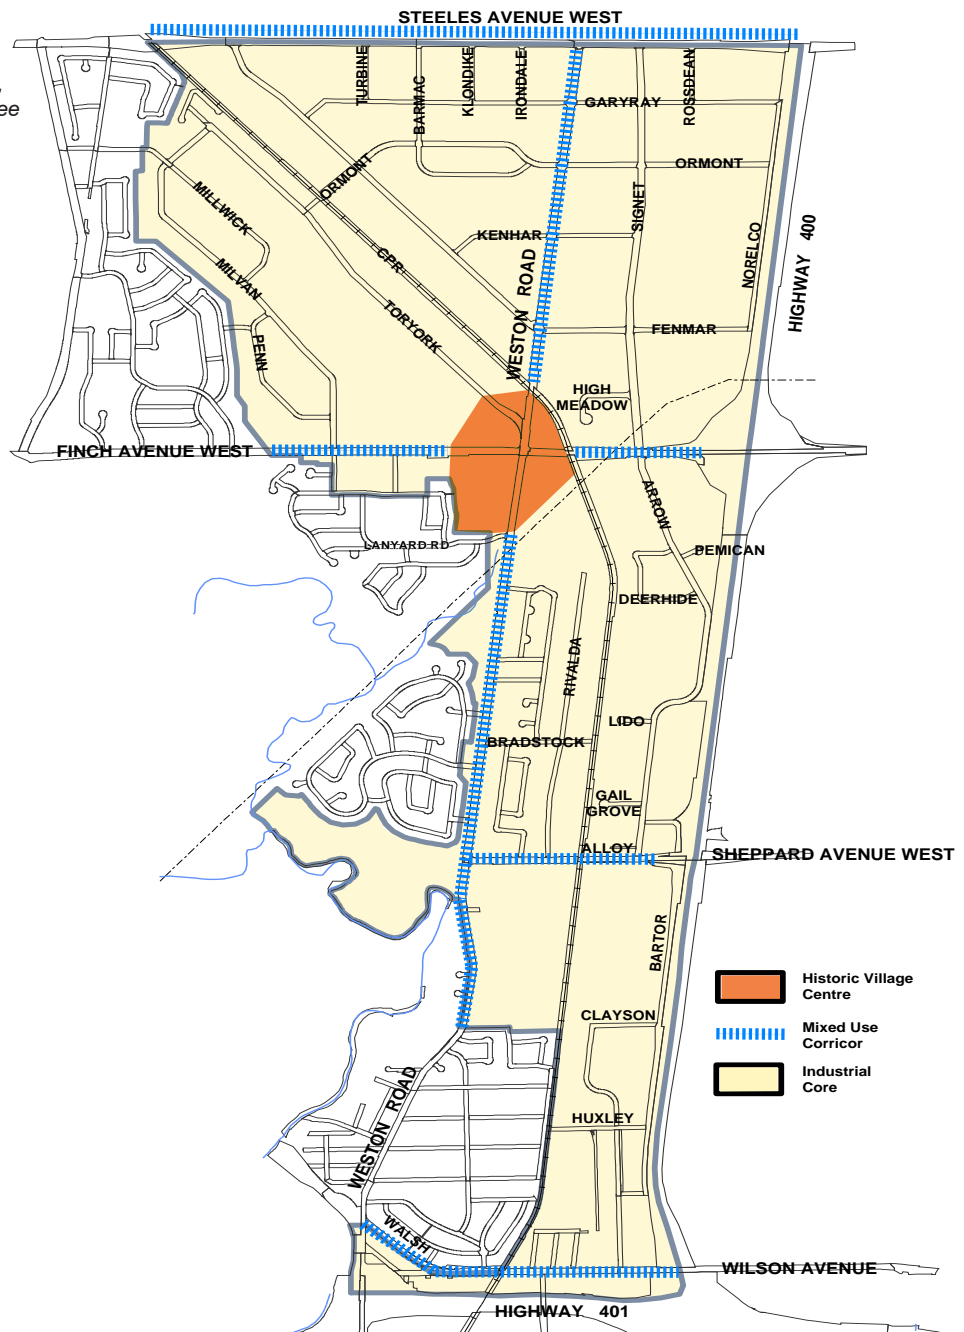 STEELES AVENUE WEST
ee
TURBINE
BARMAC
KLONDIKE
IRONDALE
ROSSDEAN
GARYRAY
ORMONT
ORMONT
MILLWICK
SIGNET
KENHAR
NORELCO
HIGHWAY 400
CPR
MILVAN
WESTON ROAD
TORYORK
FENMAR
PENN
HIGH
MEADOW
FINCH AVENUE WEST
ARROW
LANYARD RD
PEMICAN
DEERHIDE
RIVALDA
LIDO
BRADSTOCK
GAIL
GROVE
ALLOY
SHEPPARD AVENUE WEST
BARTOR
Historic Village
Centre
CLAYSON
Mixed Use
Corricor
Industrial
Core
WESTON ROAD
HUXLEY
WALSH
WILSON AVENUE
HIGHWAY 401